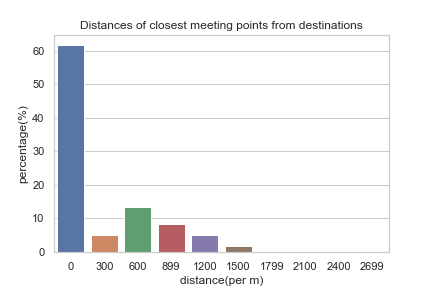 Distances of closest meeting points from destinations
percentage(%)
60
50
40
30
20
10
0
0 300 600 899 1200 1500 1799 2100 2400 2699
distance(per m)